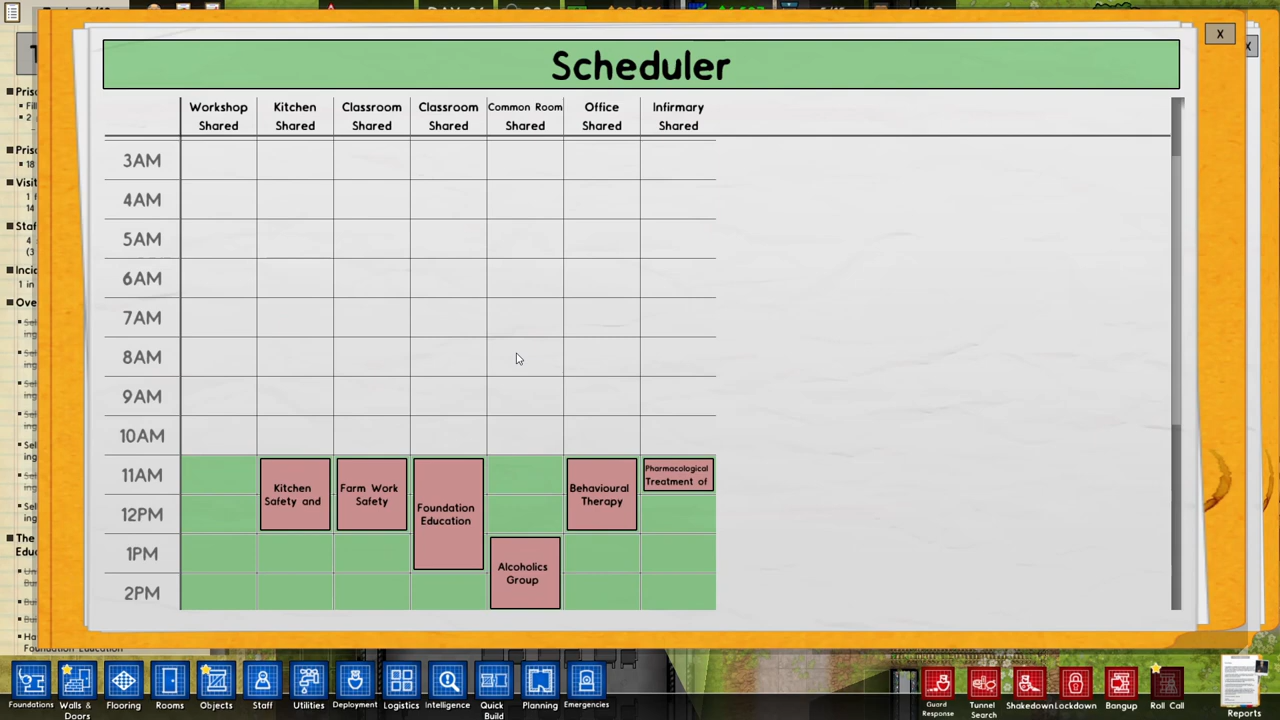 Scheduler
X
X
Workshop Kitchen Classroom Classroom Common Room Office Infirmary
Shared Shared Shared Shared Shared Shared Shared
3AM
4AM
5AM
6AM
7AM
8AM
9AM
10AM
11AM
12PM
1PM
2PM
Kitchen
Safety and
Farm Work
Safety
Foundation
Education
Alcoholics
Group
Behavioural
Therapy
Pharmacological
Treatment of
Foundations
Walls &
Doors
Flooring
Rooms
Objects
Staff
Utilities
Deployment
Logistics
Intelligence
Quick
Build
Emergencies
Guard
Response
Tunnel
Search
Shakedown
Lockdown
Bangup
Roll Call
Reports